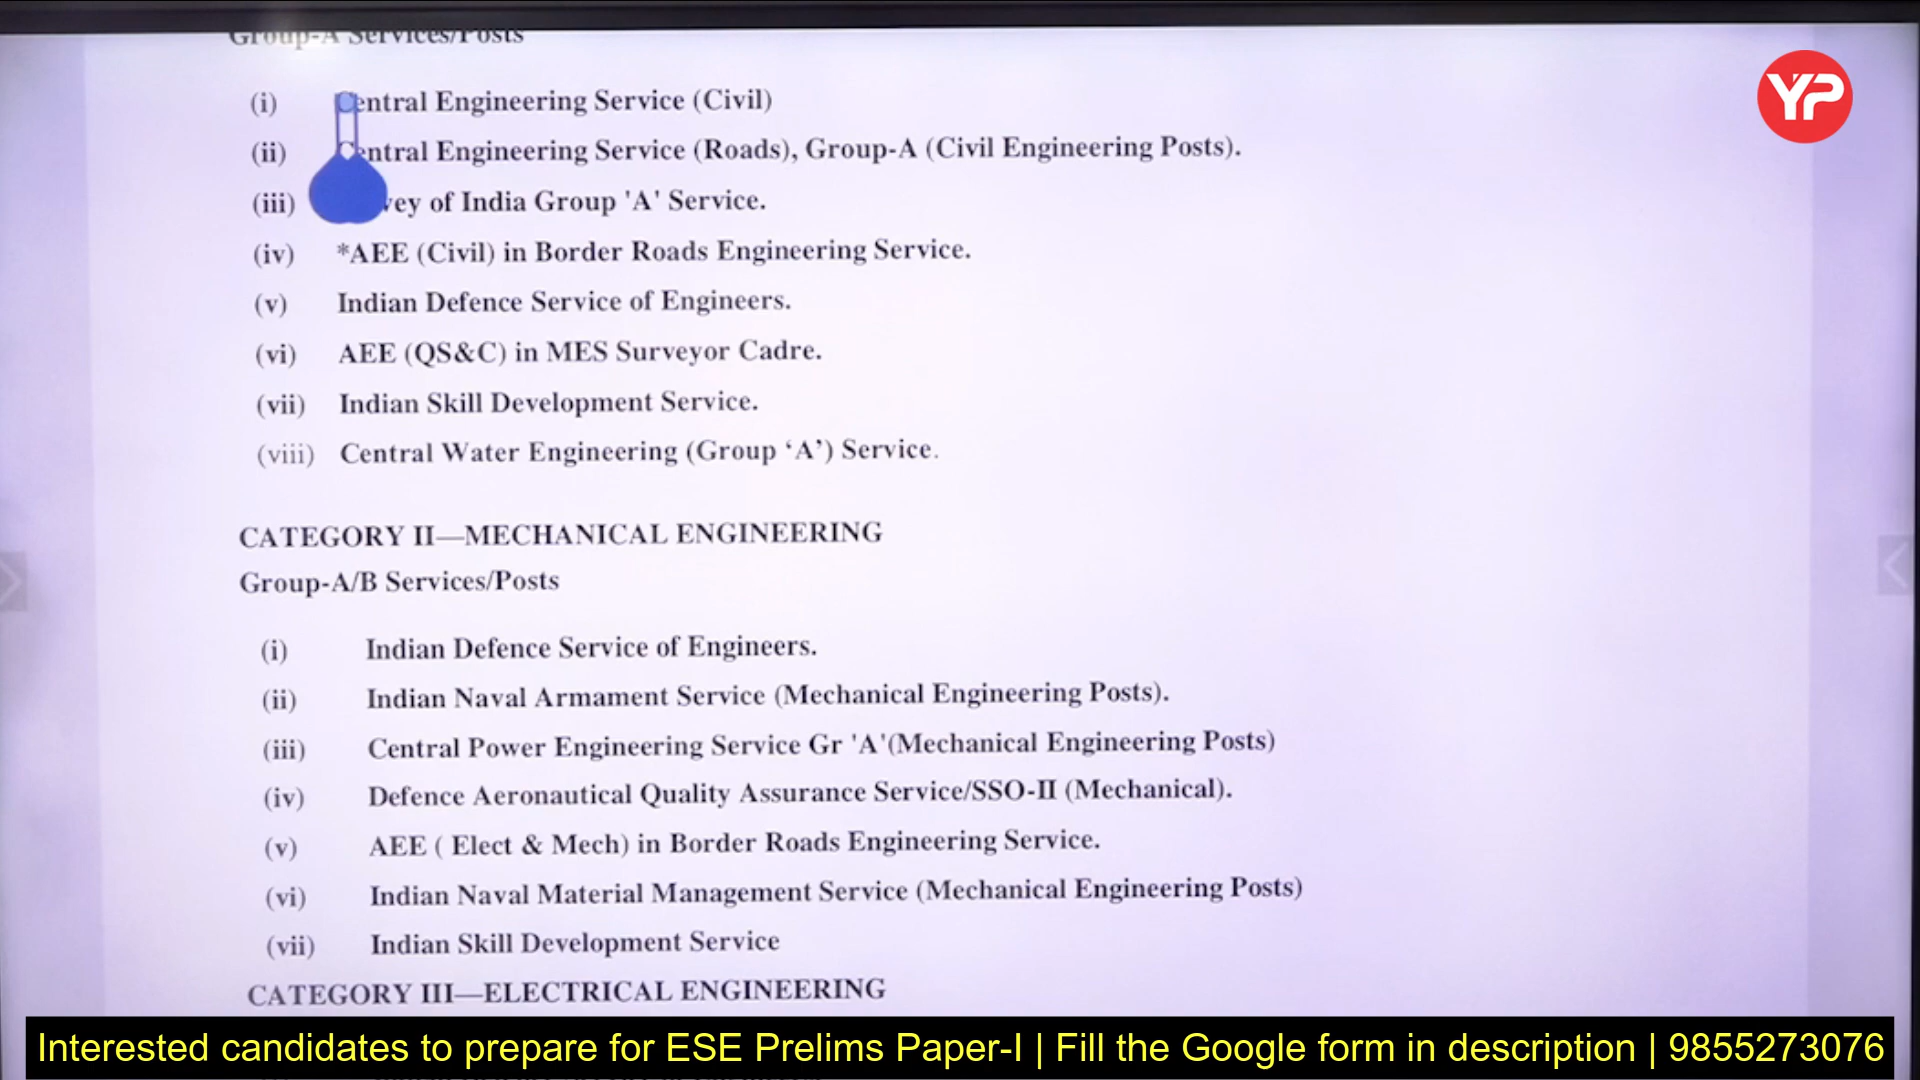 Group-A Services/Posts
YP
(i) Central Engineering Service (Civil)
(ii) Central Engineering Service (Roads), Group-A (Civil Engineering Posts).
(iii) vey of India Group 'A' Service.
(iv) *AEE (Civil) in Border Roads Engineering Service.
(v) Indian Defence Service of Engineers.
(vi) AEE (QS&C) in MES Surveyor Cadre.
(vii) Indian Skill Development Service.
(viii) Central Water Engineering (Group ‘A’) Service.
CATEGORY II—MECHANICAL ENGINEERING
Group-A/B Services/Posts
(i) Indian Defence Service of Engineers.
(ii) Indian Naval Armament Service (Mechanical Engineering Posts).
(iii) Central Power Engineering Service Gr 'A'(Mechanical Engineering Posts)
(iv) Defence Aeronautical Quality Assurance Service/SSO-II (Mechanical).
(v) AEE ( Elect & Mech) in Border Roads Engineering Service.
(vi) Indian Naval Material Management Service (Mechanical Engineering Posts)
(vii) Indian Skill Development Service
CATEGORY III—ELECTRICAL ENGINEERING
Interested candidates to prepare for ESE Prelims Paper-I | Fill the Google form in description | 9855273076